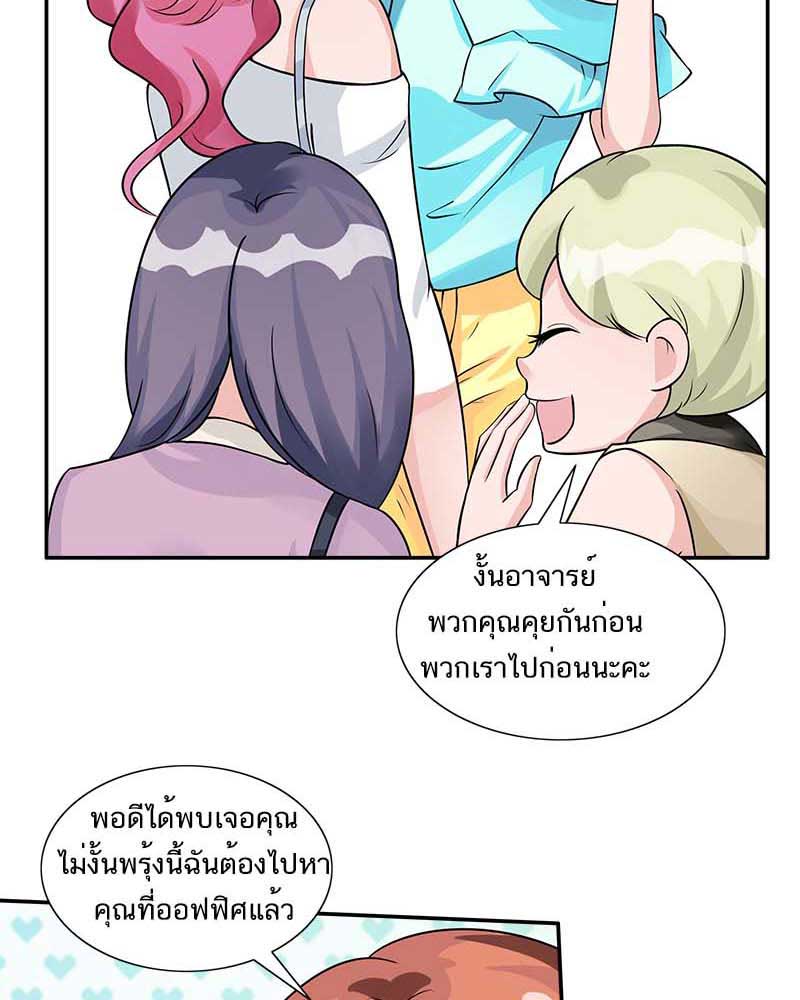 งั้นอาจารย์
พวกคุณคุยกันก่อน
พวกเราไปก่อนนะคะ
พอดีได้พบเจอคุณ
ไม่งั้นพรุ้งนี้ฉันต้องไปหา
คุณที่ออฟฟิศแล้ว